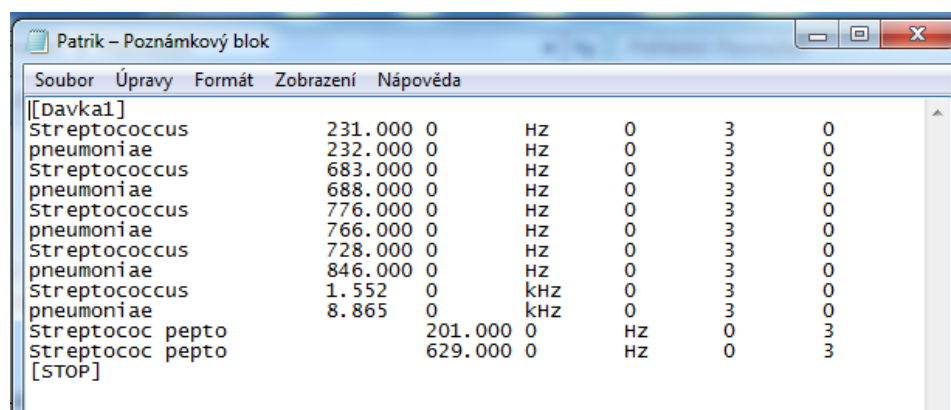 Patrik – Poznámkový blok
Soubor Úpravy Formát Zobrazení Nápověda
[Davka1]
Streptococcus 231.000 0 Hz 0 3 0
pneumoniae 232.000 0 Hz 0 3 0
Streptococcus 683.000 0 Hz 0 3 0
pneumoniae 688.000 0 Hz 0 3 0
Streptococcus 776.000 0 Hz 0 3 0
pneumoniae 766.000 0 Hz 0 3 0
Streptococcus 728.000 0 Hz 0 3 0
pneumoniae 846.000 0 Hz 0 3 0
Streptococcus 1.552 0 kHz 0 3 0
pneumoniae 8.865 0 kHz 0 3 0
Streptococ pepto 201.000 0 Hz 0 3
Streptococ pepto 629.000 0 Hz 0 3
[STOP]